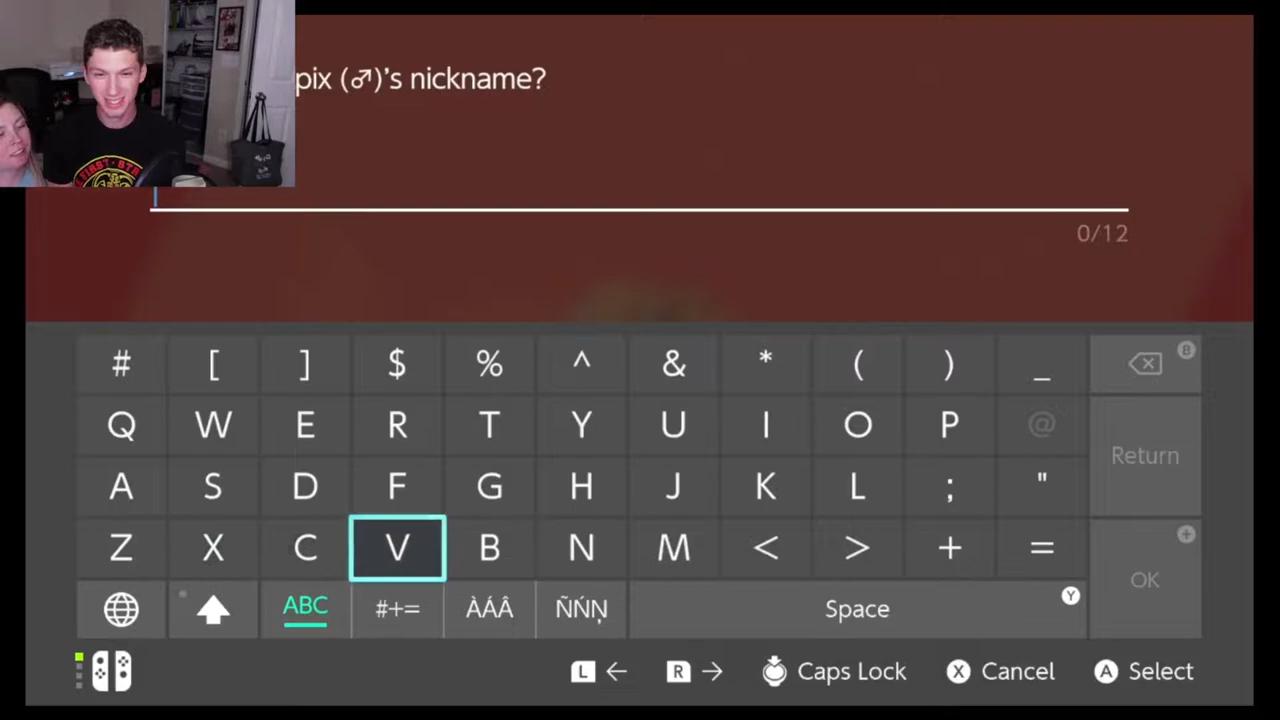 pix (♂)'s nickname?
0/12
# [ ] $ % ^ & * ( ) _ B
Q W E R T Y U I O P @ Return
A S D F G H J K L ; "
Z X C V B N M < > + = OK
ABC #+= ÀÁÂ ÑŃŅ Space Y
L ← R → Caps Lock X Cancel A Select